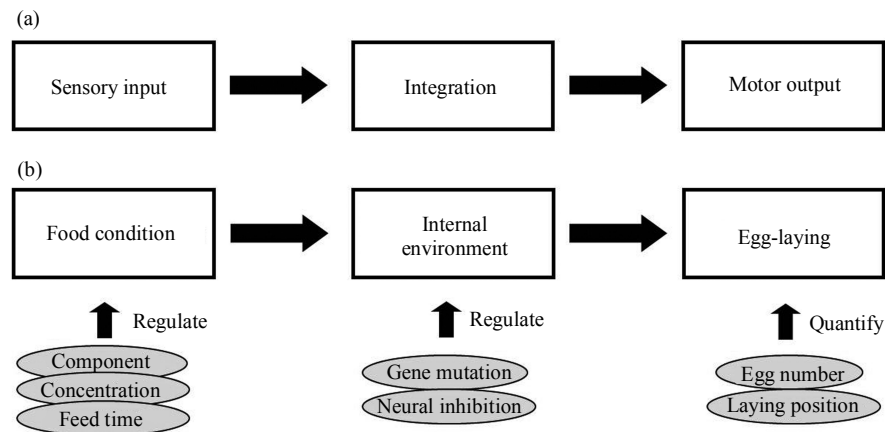 (a)
Sensory input
Integration
Motor output
(b)
Food condition
Internal
environment
Egg-laying
Regulate
Regulate
Quantify
Component
Concentration
Feed time
Gene mutation
Neural inhibition
Egg number
Laying position